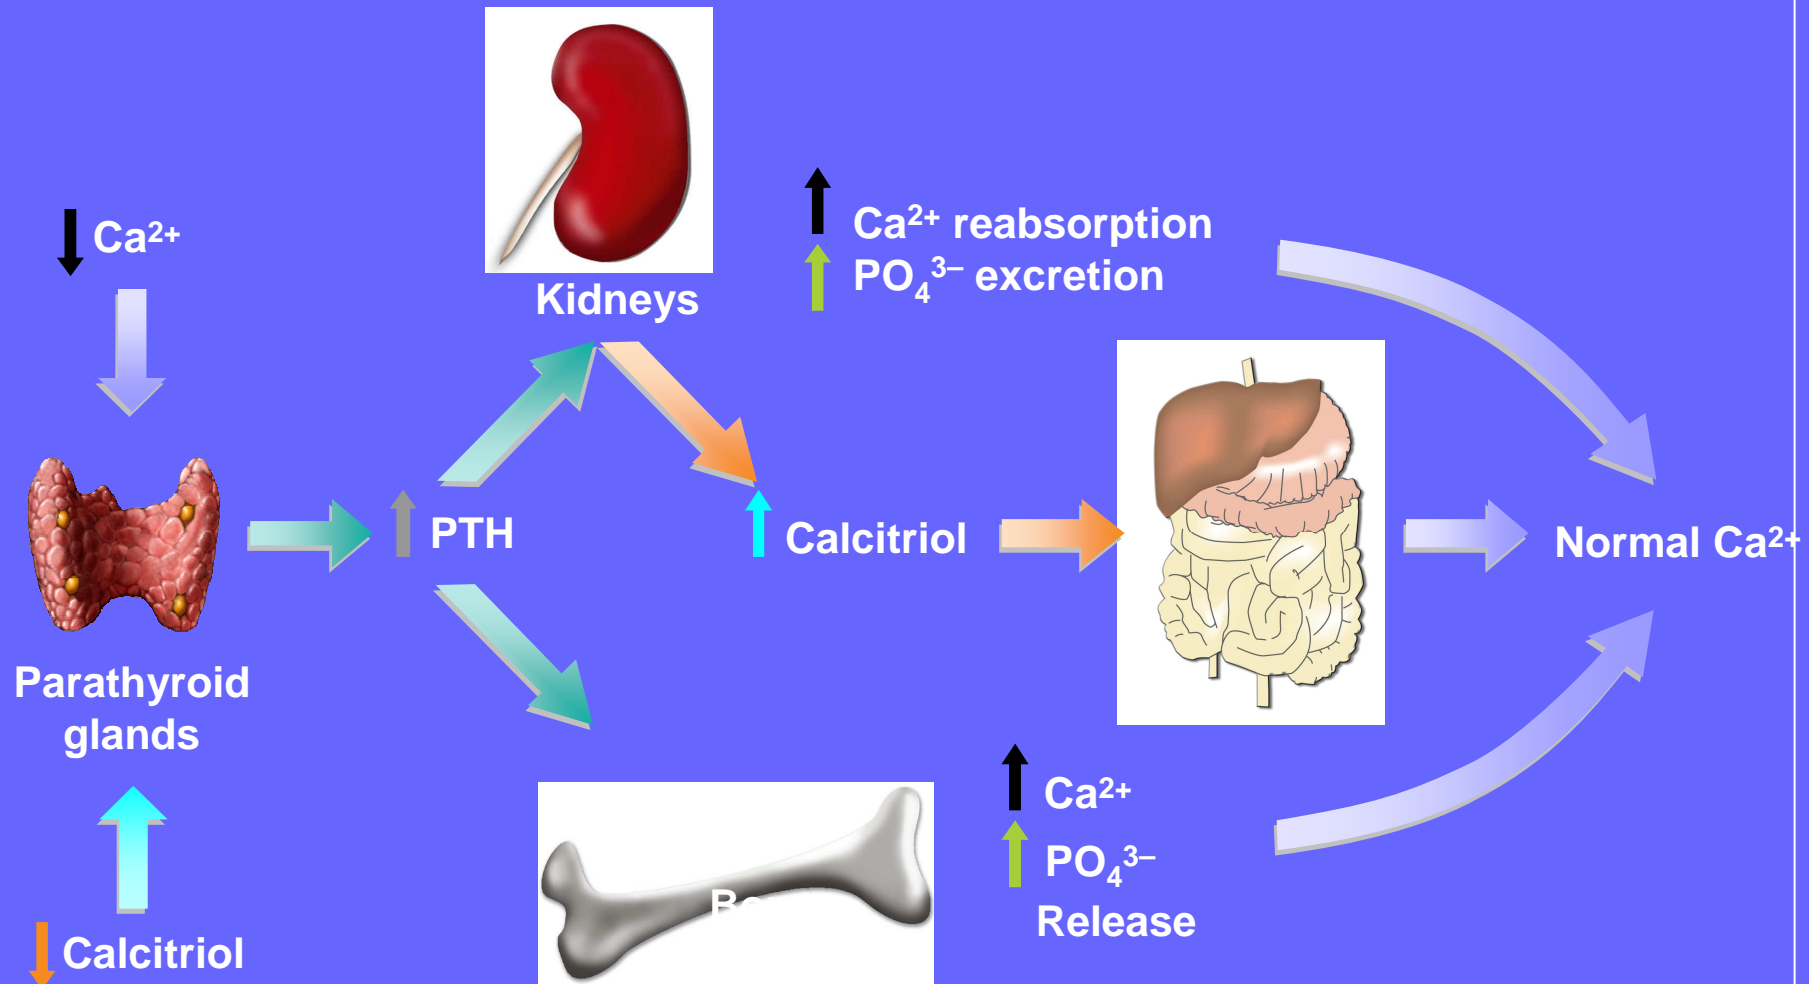 Ca²⁺
Kidneys
Ca²⁺ reabsorption
PO₄³⁻ excretion
PTH
Calcitriol
Normal Ca²⁺
Parathyroid
glands
Ca²⁺
PO₄³⁻
Release
Calcitriol